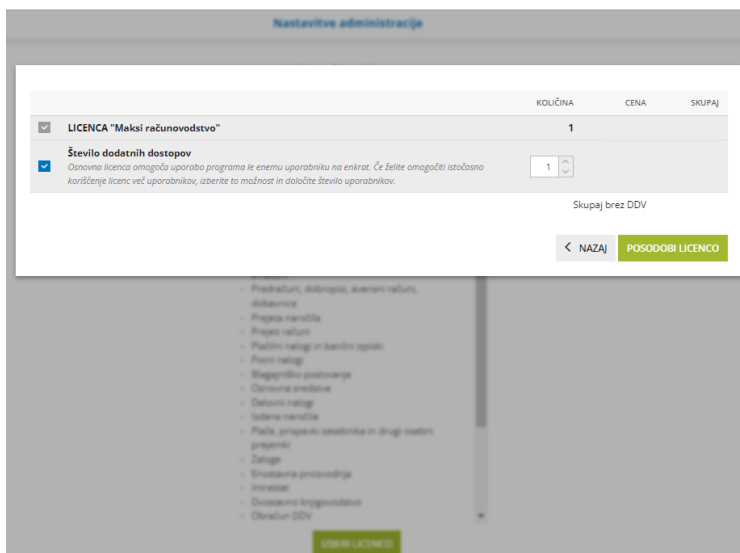 Nastavitve administracije
KOLIČINA CENA SKUPAJ
LICENCA "Maksi računovodstvo" 1
Število dodatnih dostopov
Osnovna licenca omogoča uporabo programa le enemu uporabniku na enkrat. Če želite omogočiti istočasno
koriščenje licenc več uporabnikov, izberite to možnost in določite število uporabnikov.
1
Skupaj brez DDV
< NAZAJ
POSODOBI LICENCO
- Predračuni, dobropisi, avansni računi,
dobavnice
- Prejeta naročila
- Prejeti računi
- Plačilni nalogi in bančni izpiski
- Potni nalogi
- Blagajniško poslovanje
- Osnovna sredstva
- Delovni nalogi
- Izdana naročila
- Plače, prispevki zasebnika in drugi osebni
prejemki
- Zaloge
- Enostavna proizvodnja
- Intrastat
- Dvostavno knjigovodstvo
- Obračun DDV
IZBERI LICENCO